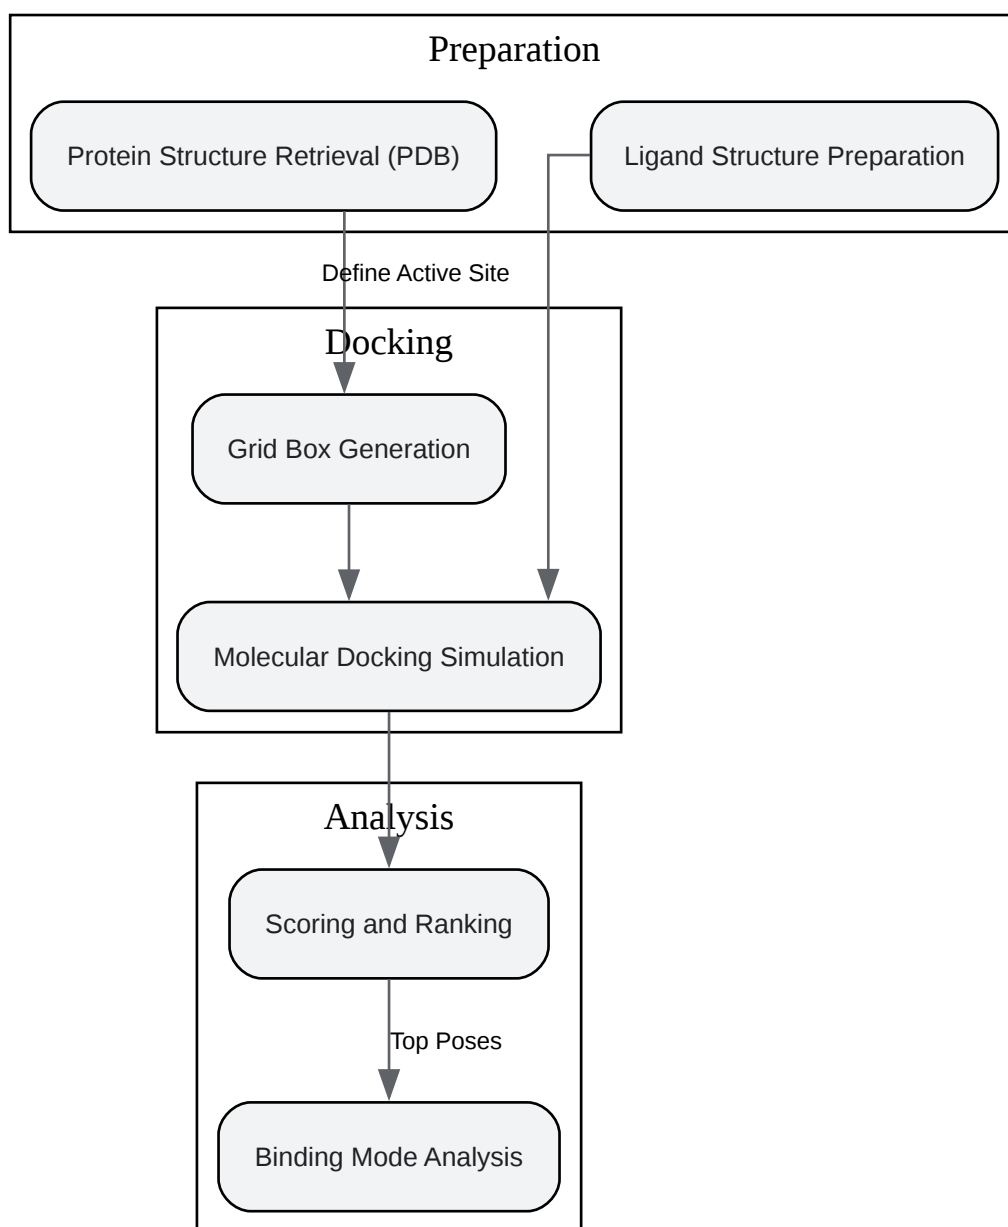 Preparation
Protein Structure Retrieval (PDB)
Ligand Structure Preparation
Define Active Site
Docking
Grid Box Generation
Molecular Docking Simulation
Analysis
Scoring and Ranking
Top Poses
Binding Mode Analysis